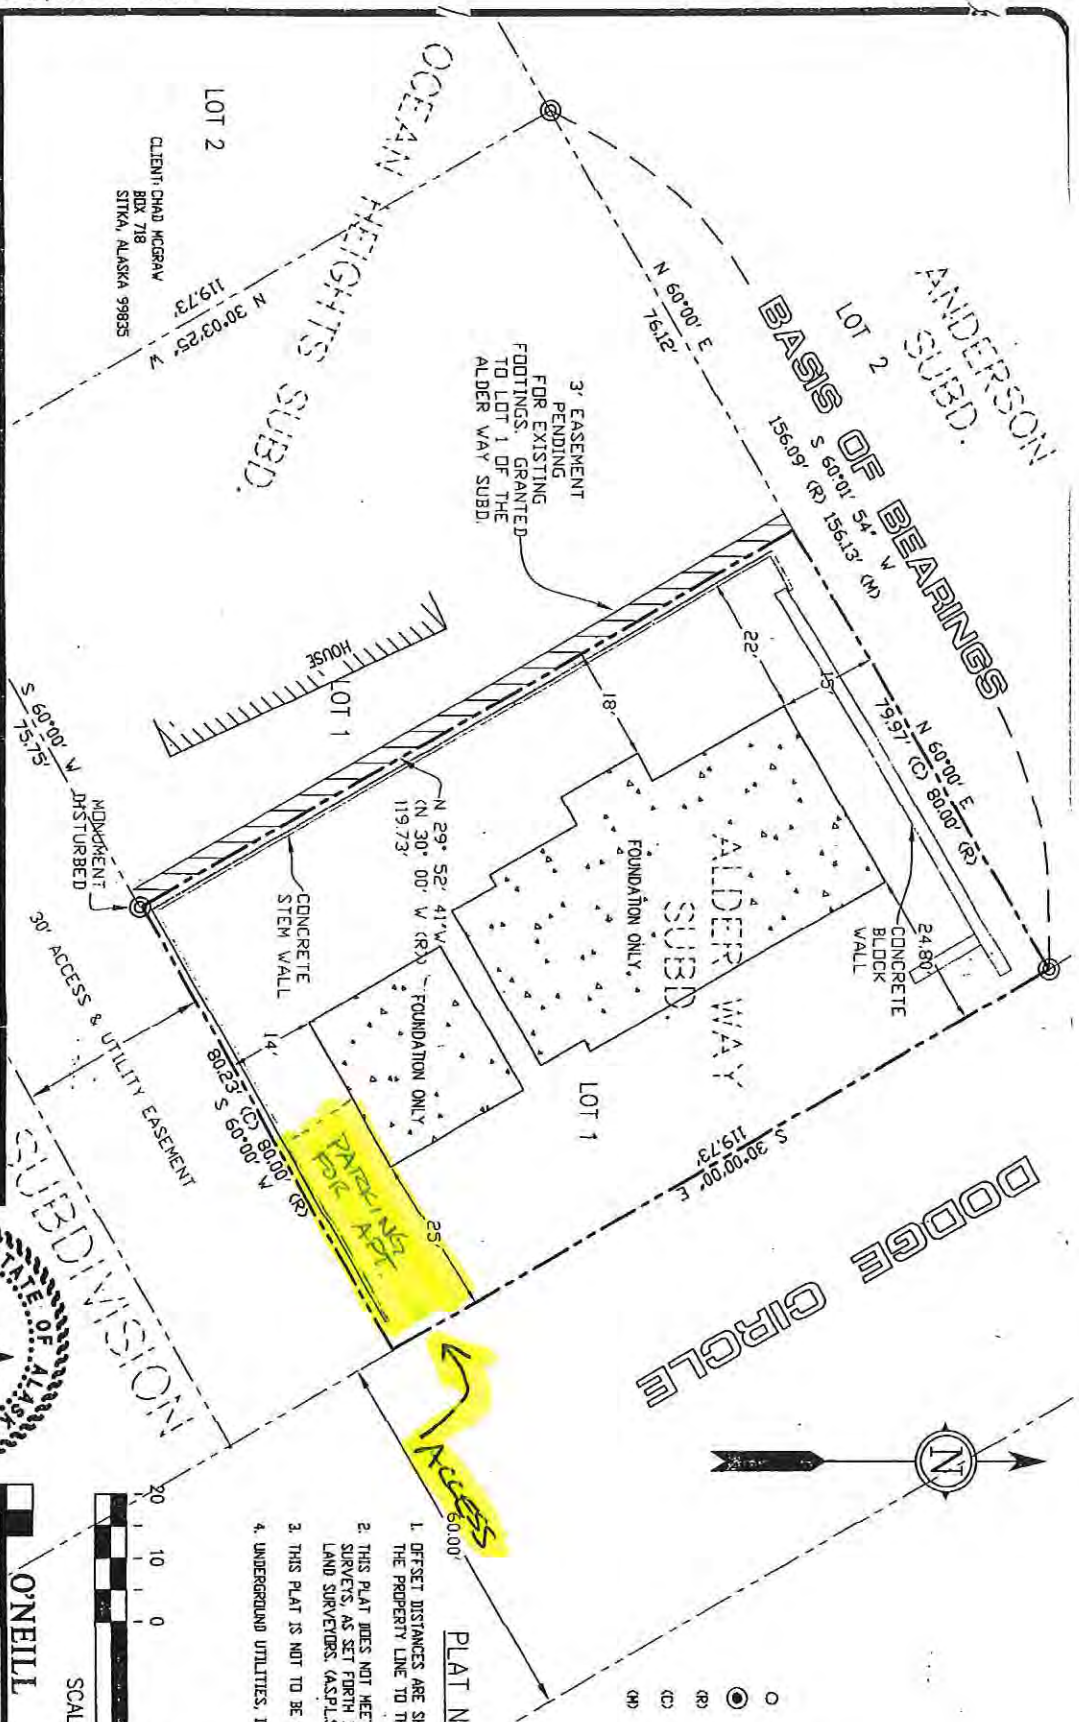 OCEAN HEIGHTS SUBD.
LOT 2
CLIENT: CHAD MCGRAW
BOX 718
SITKA, ALASKA 99835
N 30°03'25" W
119.73'
ANDERSON
SUBD.
LOT 2
BASIS OF BEARINGS
S 60°01' 54" W
156.09' (R) 156.13' (M)
N 60°00' E
76.12'
3' EASEMENT
PENDING
FOR EXISTING
FOOTINGS. GRANTED
TO LOT 1 OF THE
ALDER WAY SUBD.
N 60°00' E
79.97' (C) 80.00' (R)
15'
22'
18'
24.80'
CONCRETE
BLOCK
WALL
ALDER WAY
SUBD.
FOUNDATION ONLY.
LOT 1
HOUSE
LOT 1
N 29° 52' 41"W
(N 30° 00' W (R)
119.73'
CONCRETE
STEM WALL
FOUNDATION ONLY
14'
25'
PARKING
FOR APT.
ACCESS
S 30°00'00" E
119.73'
DODGE CIRCLE
80.23' (C) 80.00' (R)
S 60°00' W
S 60°00' W
75.75'
MONUMENT
DISTURBED
30' ACCESS & UTILITY EASEMENT
SUBDIVISION
60.00'
N
STATE OF ALASK
PLAT N
1. OFFSET DISTANCES ARE S
THE PROPERTY LINE TO T
2. THIS PLAT DOES NOT MEE
SURVEYS, AS SET FORTH
LAND SURVEYORS. (A.S.P.L.
3. THIS PLAT IS NOT TO BE
4. UNDERGROUND UTILITIES, I
(R)
(C)
(M)
20 10 0
SCAL
O'NEILL